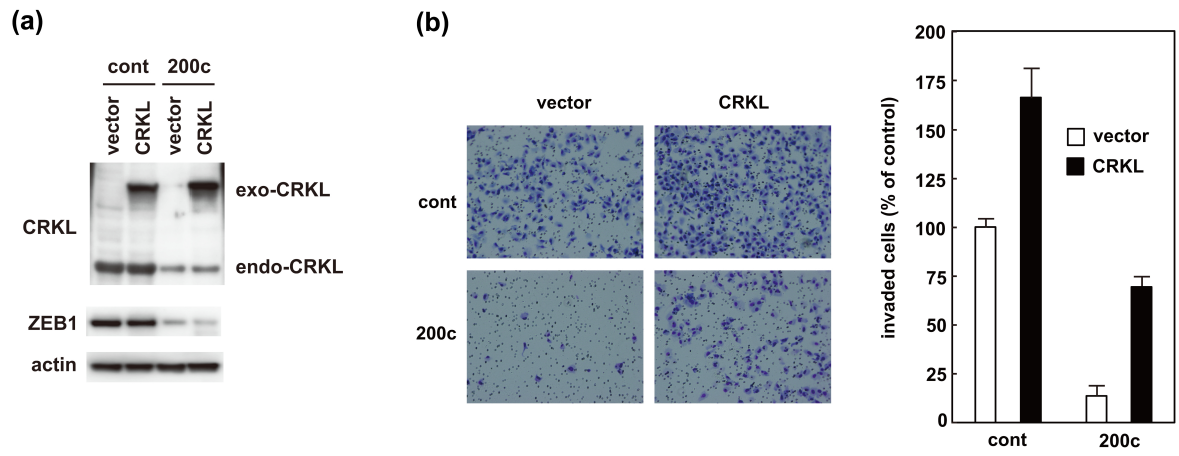 (a)
cont 200c
vector CRKL vector CRKL
exo-CRKL
CRKL
endo-CRKL
ZEB1
actin
(b)
vector CRKL
cont
200c
invaded cells (% of control)
200
175
150
125
100
75
50
25
0
vector
CRKL
cont 200c